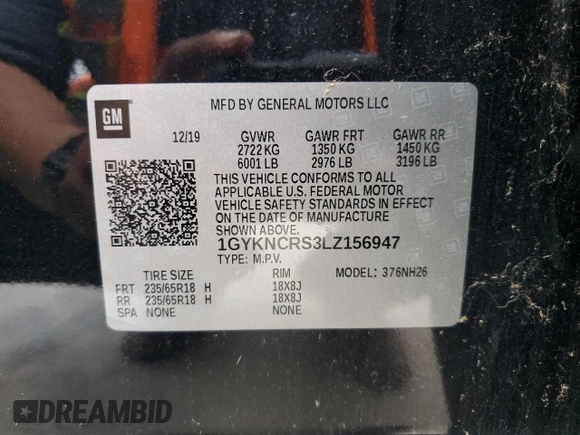 GM
MFD BY GENERAL MOTORS LLC
12/19 GVWR GAWR FRT GAWR RR
2722 KG 1350 KG 1450 KG
6001 LB 2976 LB 3196 LB
THIS VEHICLE CONFORMS TO ALL
APPLICABLE U.S. FEDERAL MOTOR
VEHICLE SAFETY STANDARDS IN EFFECT
ON THE DATE OF MANUFACTURE
SHOWN ABOVE.
1GYKNCRS3LZ156947
TYPE: M.P.V. MODEL: 376NH26
TIRE SIZE RIM
FRT 235/65R18 H 18X8J
RR 235/65R18 H 18X8J
SPA NONE NONE
DREAMBID